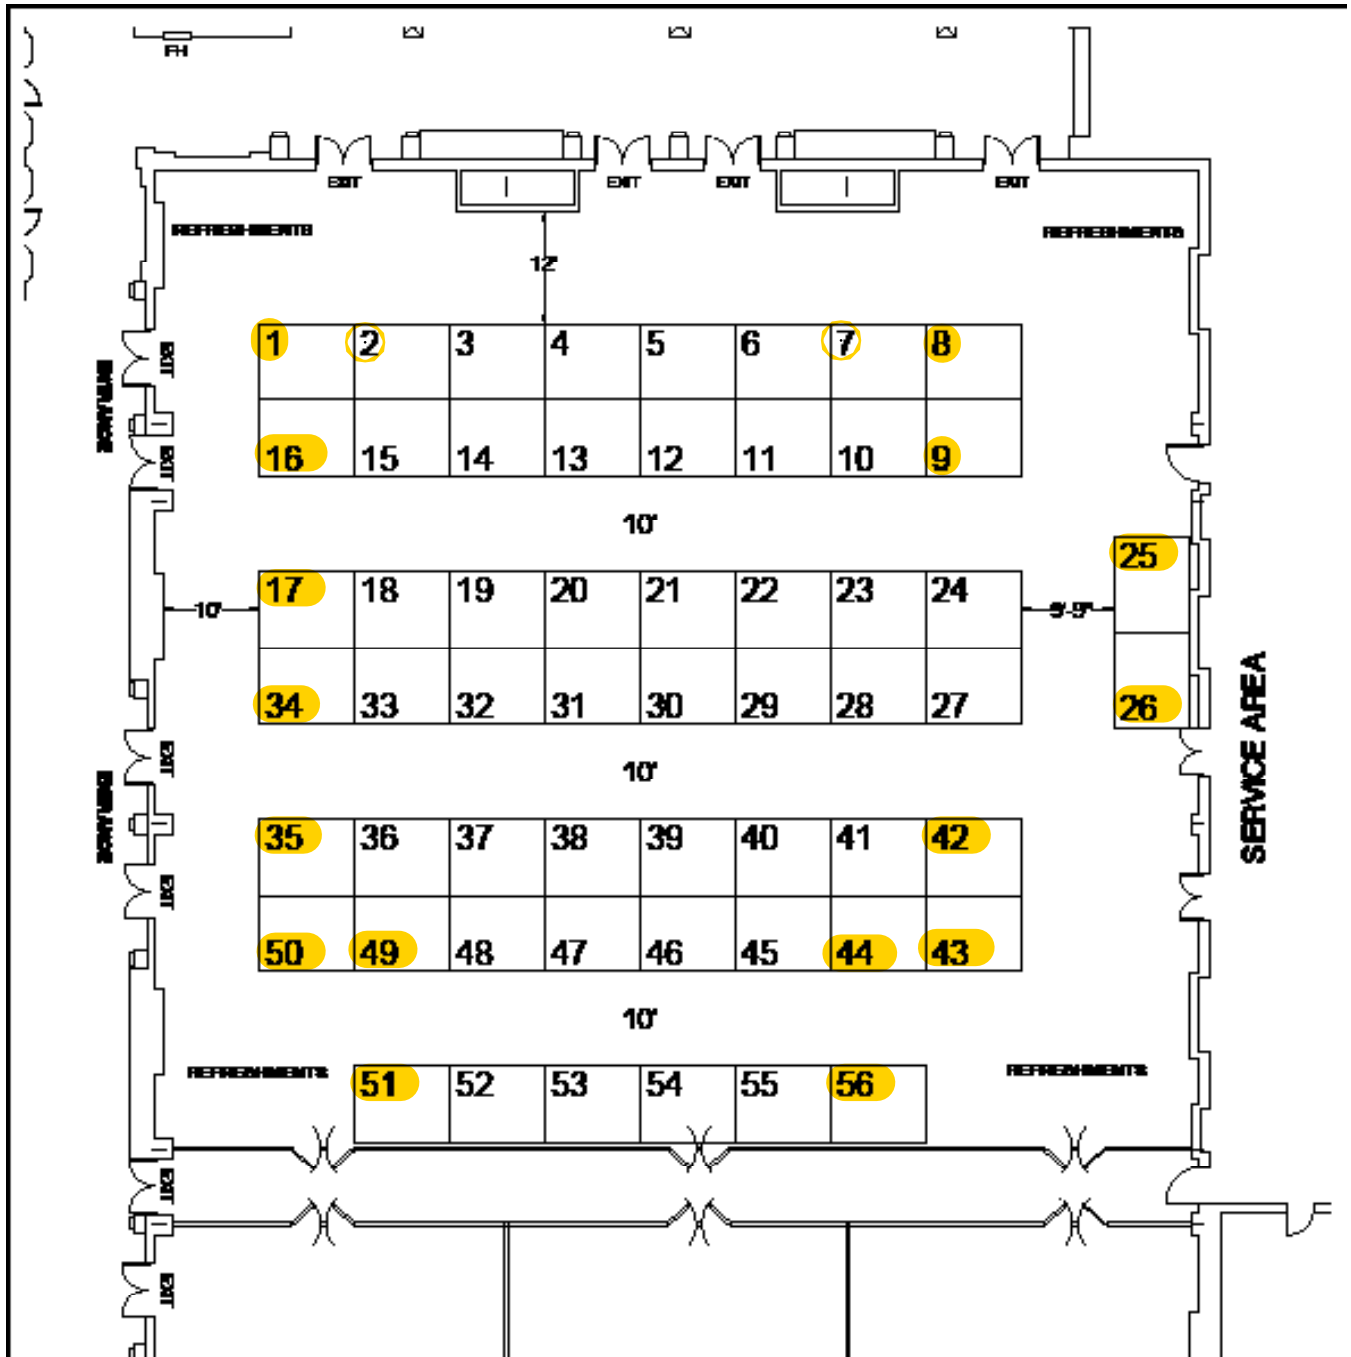 FH
EXIT EXIT EXIT EXIT
REFRESHMENTS REFRESHMENTS
12'
1 2 3 4 5 6 7 8
EXIT
ENTRANCE
16 15 14 13 12 11 10 9
EXIT
10'
25
17 18 19 20 21 22 23 24
10' 9'-9"
34 33 32 31 30 29 28 27
26
SERVICE AREA
EXIT
10'
ENTRANCE
35 36 37 38 39 40 41 42
EXIT
50 49 48 47 46 45 44 43
10'
REFRESHMENTS REFRESHMENTS
51 52 53 54 55 56
EXIT
EXIT